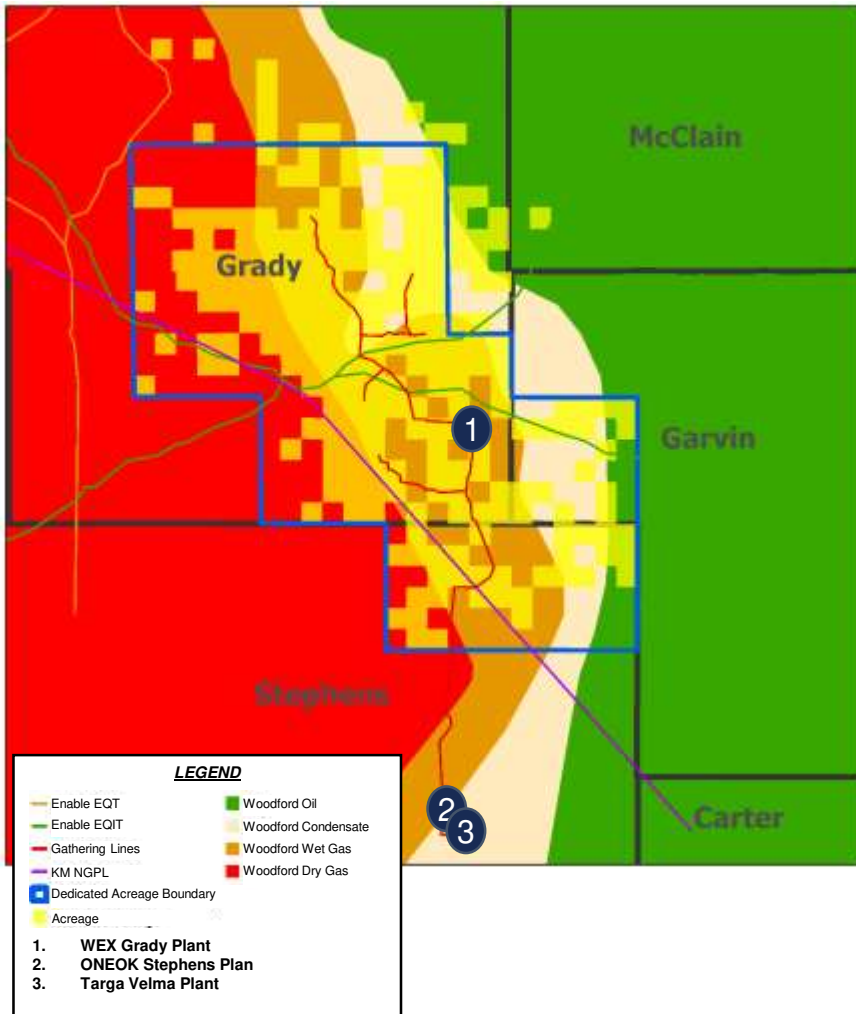 McClain
Grady
1
Garvin
Stephens
2
3
Carter
LEGEND
Enable EQT
Enable EQIT
Gathering Lines
KM NGPL
Dedicated Acreage Boundary
Acreage
Woodford Oil
Woodford Condensate
Woodford Wet Gas
Woodford Dry Gas
1. WEX Grady Plant
2. ONEOK Stephens Plan
3. Targa Velma Plant